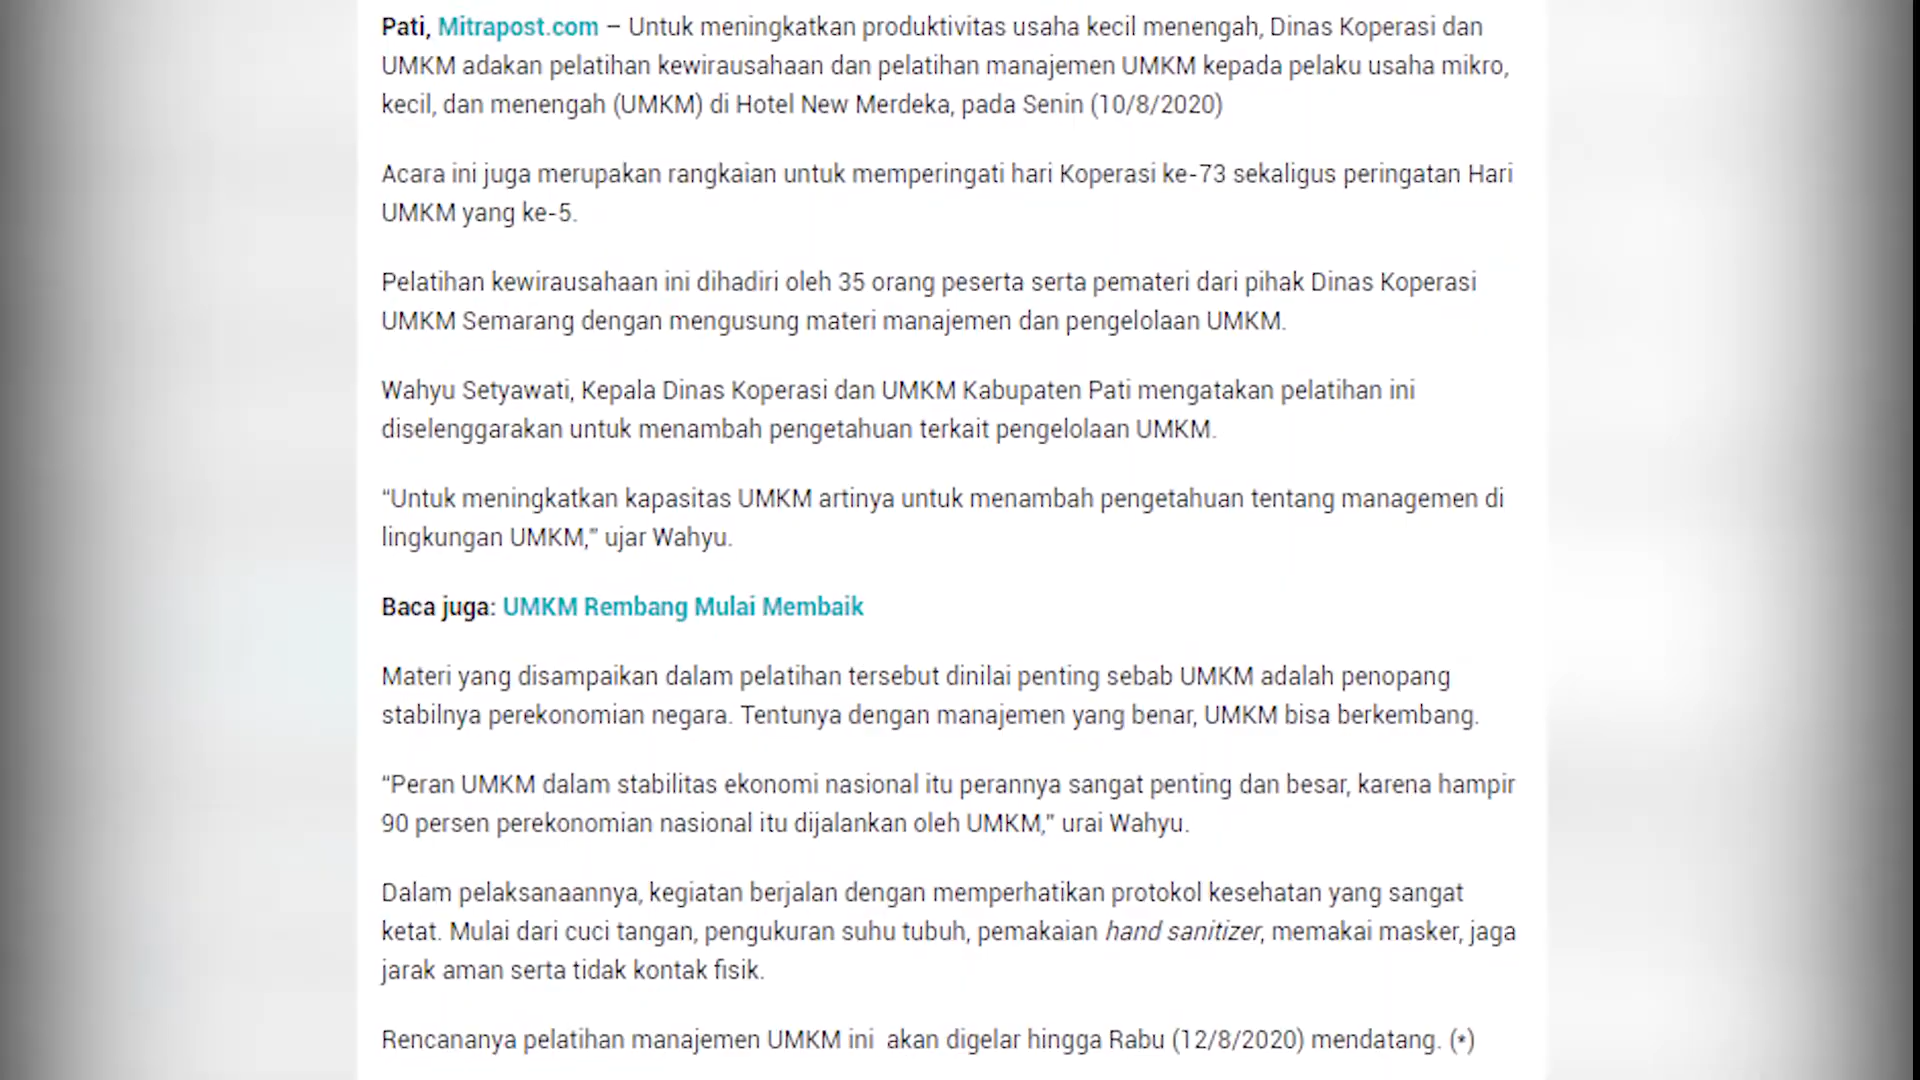 Pati, Mitrapost.com – Untuk meningkatkan produktivitas usaha kecil menengah, Dinas Koperasi dan
UMKM adakan pelatihan kewirausahaan dan pelatihan manajemen UMKM kepada pelaku usaha mikro,
kecil, dan menengah (UMKM) di Hotel New Merdeka, pada Senin (10/8/2020)
Acara ini juga merupakan rangkaian untuk memperingati hari Koperasi ke-73 sekaligus peringatan Hari
UMKM yang ke-5.
Pelatihan kewirausahaan ini dihadiri oleh 35 orang peserta serta pemateri dari pihak Dinas Koperasi
UMKM Semarang dengan mengusung materi manajemen dan pengelolaan UMKM.
Wahyu Setyawati, Kepala Dinas Koperasi dan UMKM Kabupaten Pati mengatakan pelatihan ini
diselenggarakan untuk menambah pengetahuan terkait pengelolaan UMKM.
“Untuk meningkatkan kapasitas UMKM artinya untuk menambah pengetahuan tentang managemen di
lingkungan UMKM,” ujar Wahyu.
Baca juga: UMKM Rembang Mulai Membaik
Materi yang disampaikan dalam pelatihan tersebut dinilai penting sebab UMKM adalah penopang
stabilnya perekonomian negara. Tentunya dengan manajemen yang benar, UMKM bisa berkembang.
“Peran UMKM dalam stabilitas ekonomi nasional itu perannya sangat penting dan besar, karena hampir
90 persen perekonomian nasional itu dijalankan oleh UMKM,” urai Wahyu.
Dalam pelaksanaannya, kegiatan berjalan dengan memperhatikan protokol kesehatan yang sangat
ketat. Mulai dari cuci tangan, pengukuran suhu tubuh, pemakaian hand sanitizer, memakai masker, jaga
jarak aman serta tidak kontak fisik.
Rencananya pelatihan manajemen UMKM ini  akan digelar hingga Rabu (12/8/2020) mendatang. (*)